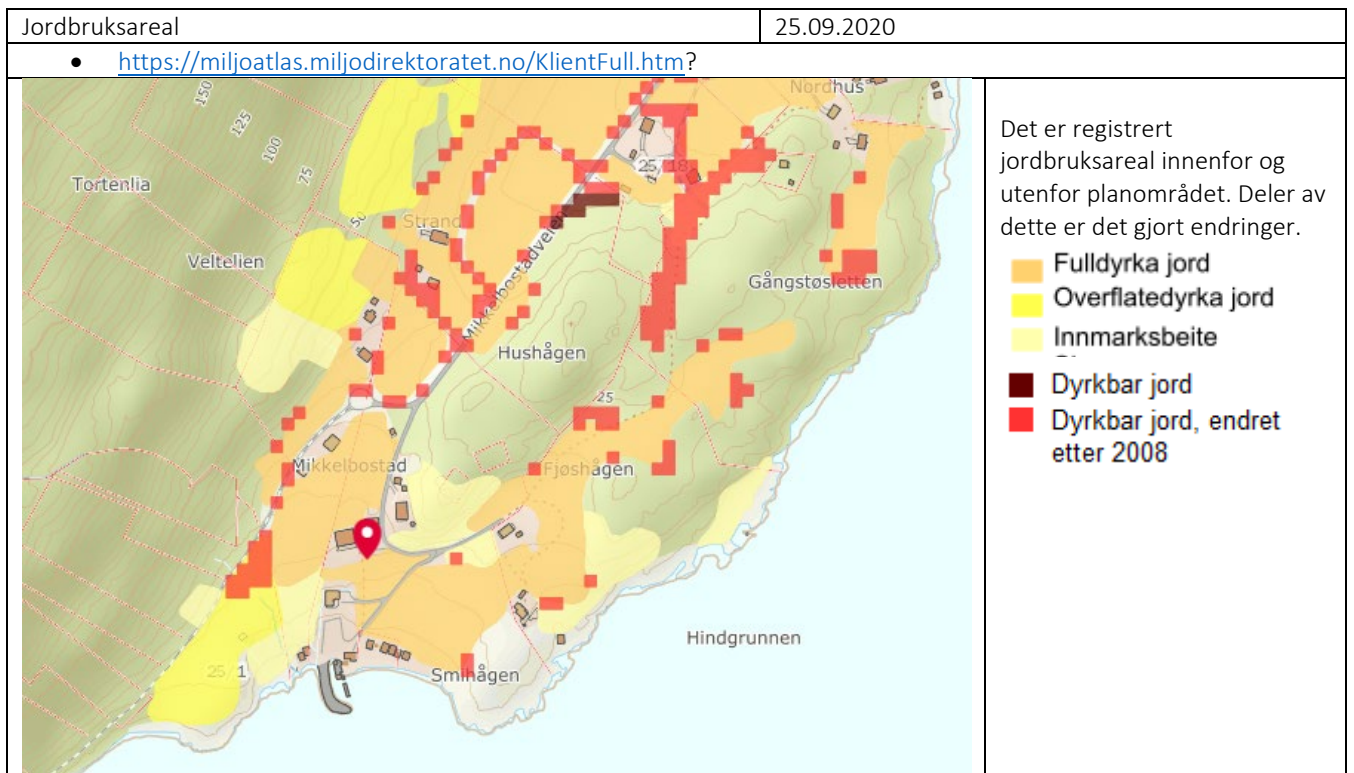 Jordbruksareal
25.09.2020
• https://miljoatlas.miljodirektoratet.no/KlientFull.htm?
Nordhus
150
125
100
75
50
25/18
Tortenlia
Strand
Veltelien
Mikkelbostadveien
Gångstøsletten
Hushågen
25
Mikkelbostad
Fjøshågen
Hindgrunnen
25/1
Smihågen
Det er registrert
jordbruksareal innenfor og
utenfor planområdet. Deler av
dette er det gjort endringer.
Fulldyrka jord
Overflatedyrka jord
Innmarksbeite
Dyrkbar jord
Dyrkbar jord, endret
etter 2008